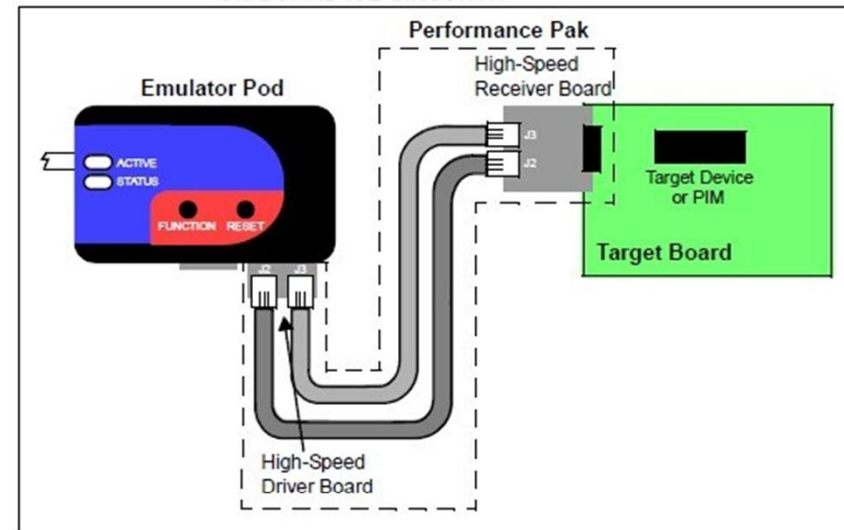 Performance Pak
Emulator Pod
High-Speed
Receiver Board
ACTIVE
STATUS
FUNCTION RESET
J3
J2
Target Device
or PIM
Target Board
J2 J3
High-Speed
Driver Board